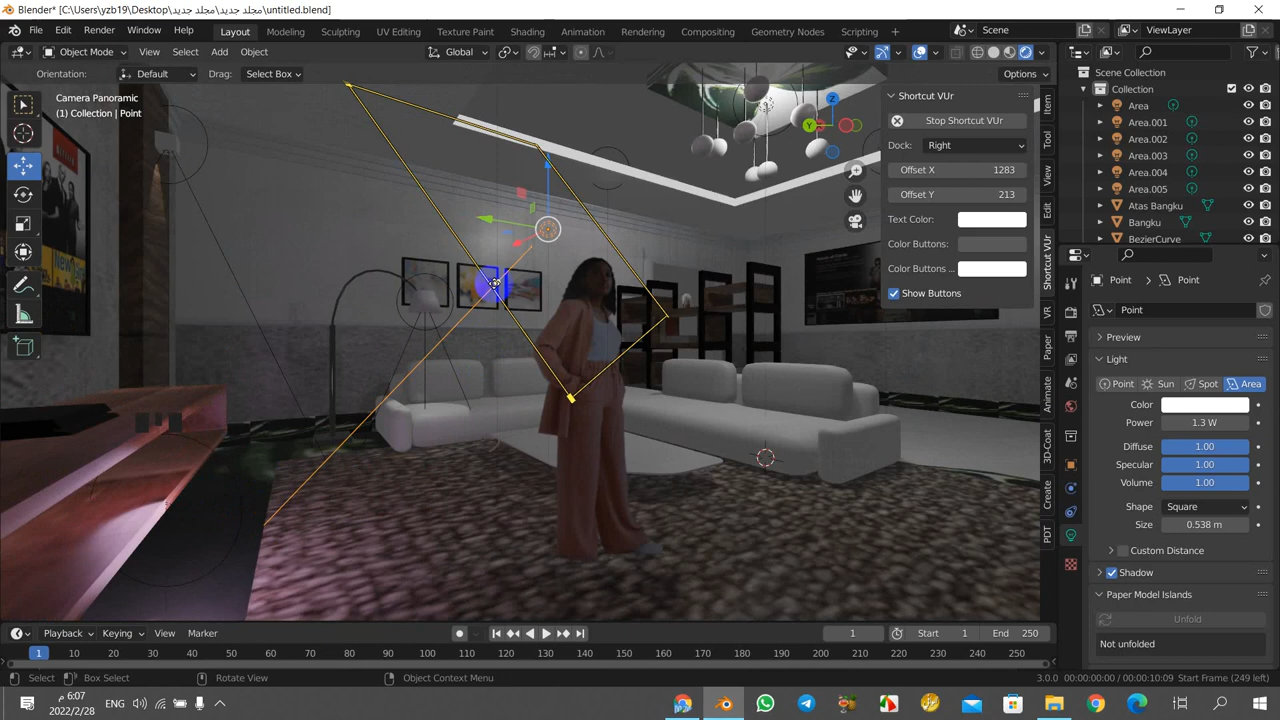 Blender* [C:\Users\yzb19\Desktop\مجلد جديد\مجلد جديد\untitled.blend]
File Edit Render Window Help Layout Modeling Sculpting UV Editing Texture Paint Shading Animation Rendering Compositing Geometry Nodes Scripting Scene ViewLayer
Object Mode View Select Add Object Global
Orientation: Default Drag: Select Box Options
Camera Panoramic
(1) Collection | Point
Now
Z
Y
Shortcut VUr
Stop Shortcut VUr
Dock: Right
Offset X 1283
Offset Y 213
Text Color:
Color Buttons:
Color Buttons ...
Show Buttons
Item
Tool
View
Edit
Shortcut VUr
VR
Paper
Animate
3D-Coat
Create
PDT
Scene Collection
Collection
Area
Area.001
Area.002
Area.003
Area.004
Area.005
Atas Bangku
Bangku
BezierCurve
Point Point
Point
Preview
Light
Point Sun Spot Area
Color
Power 1.3 W
Diffuse 1.00
Specular 1.00
Volume 1.00
Shape Square
Size 0.538 m
Custom Distance
Shadow
Paper Model Islands
Unfold
Not unfolded
Playback Keying View Marker 1 Start 1 End 250
1 10 20 30 40 50 60 70 80 90 100 110 120 130 140 150 160 170 180 190 200 210 220 230 240 250
Select Box Select Rotate View Object Context Menu 3.0.0 00:00:00:00 / 00:00:10:09 Start Frame (249 left)
6:07 م
2022/2/28
ENG